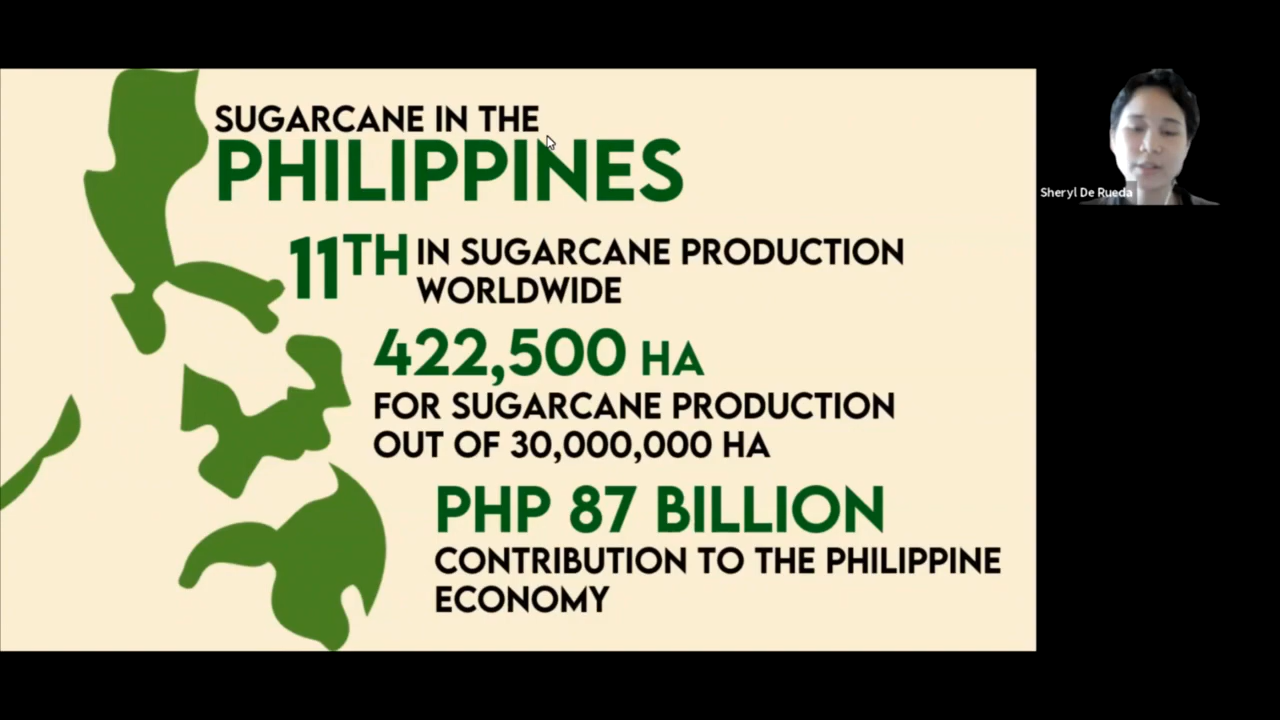 SUGARCANE IN THE
PHILIPPINES
11TH IN SUGARCANE PRODUCTION
WORLDWIDE
422,500 HA
FOR SUGARCANE PRODUCTION
OUT OF 30,000,000 HA
PHP 87 BILLION
CONTRIBUTION TO THE PHILIPPINE
ECONOMY
Sheryl De Rueda